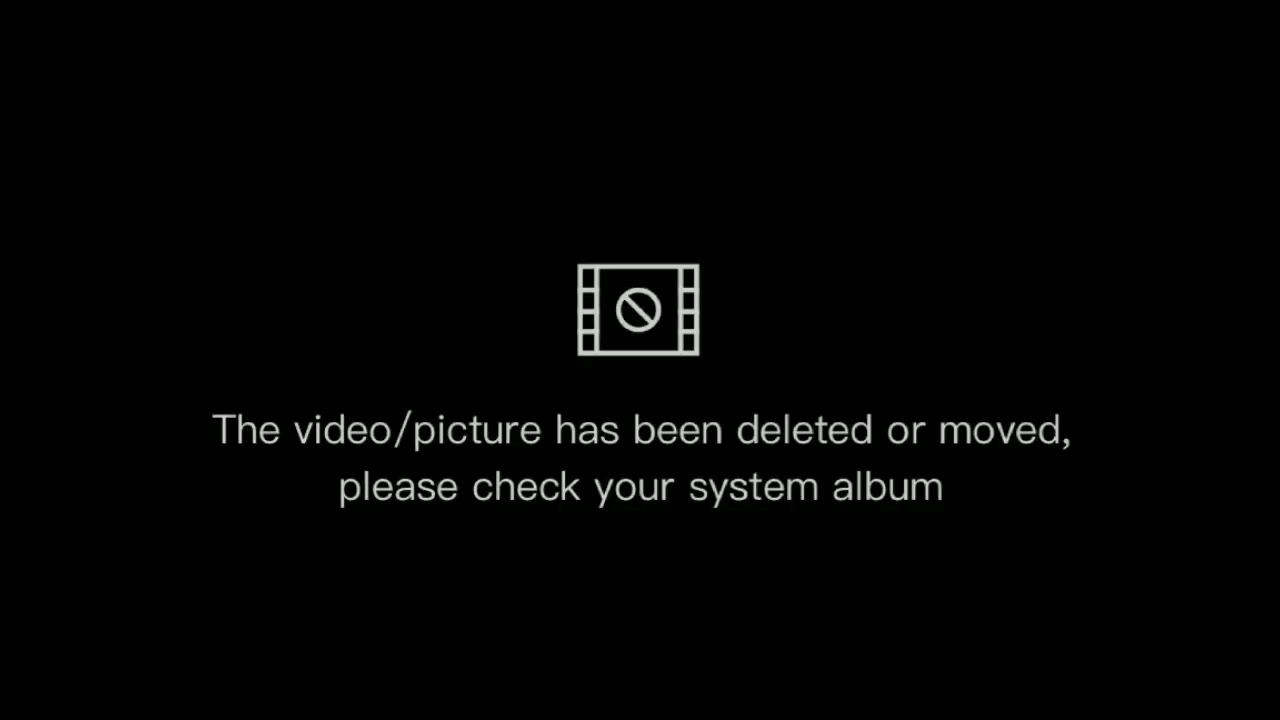 The video/picture has been deleted or moved,
please check your system album